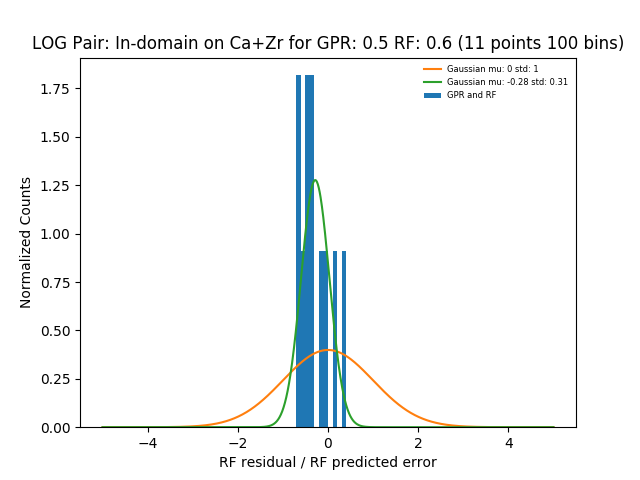 LOG Pair: In-domain on Ca+Zr for GPR: 0.5 RF: 0.6 (11 points 100 bins)
Gaussian mu: 0 std: 1
Gaussian mu: -0.28 std: 0.31
GPR and RF
Normalized Counts
1.75
1.50
1.25
1.00
0.75
0.50
0.25
0.00
−4 −2 0 2 4
RF residual / RF predicted error